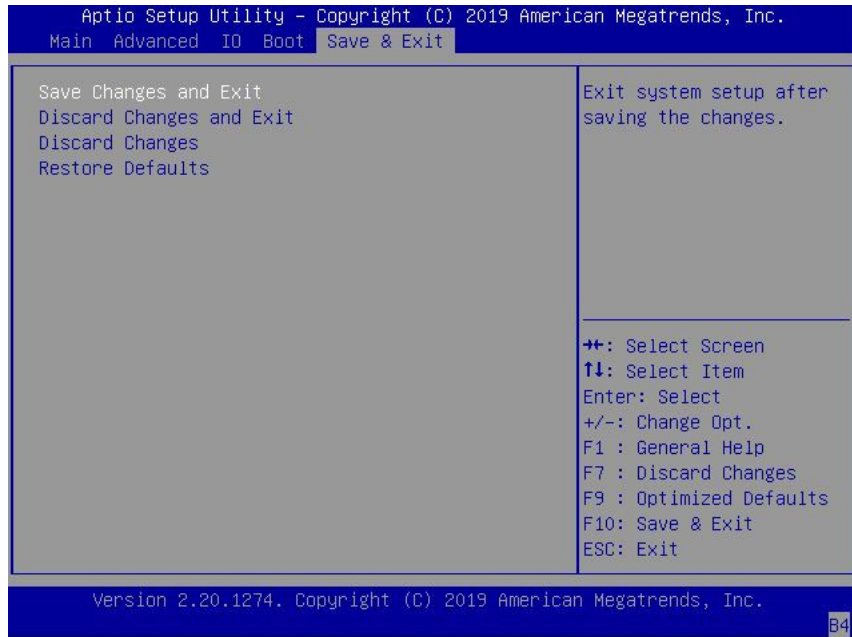 Aptio Setup Utility – Copyright (C) 2019 American Megatrends, Inc.
Main Advanced IO Boot Save & Exit
Save Changes and Exit
Discard Changes and Exit
Discard Changes
Restore Defaults
Exit system setup after
saving the changes.
→←: Select Screen
↑↓: Select Item
Enter: Select
+/-: Change Opt.
F1 : General Help
F7 : Discard Changes
F9 : Optimized Defaults
F10: Save & Exit
ESC: Exit
Version 2.20.1274. Copyright (C) 2019 American Megatrends, Inc.
B4